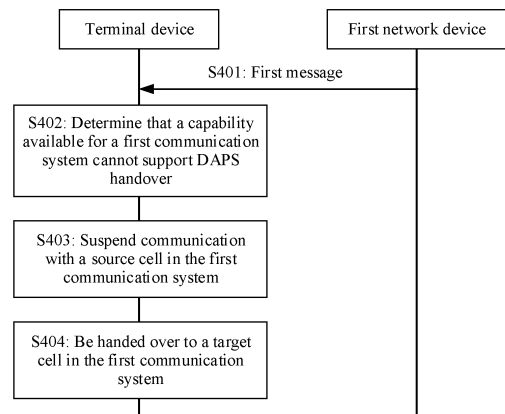 Terminal device
First network device
S401: First message
S402: Determine that a capability
available for a first communication
system cannot support DAPS
handover
S403: Suspend communication
with a source cell in the first
communication system
S404: Be handed over to a target
cell in the first communication
system